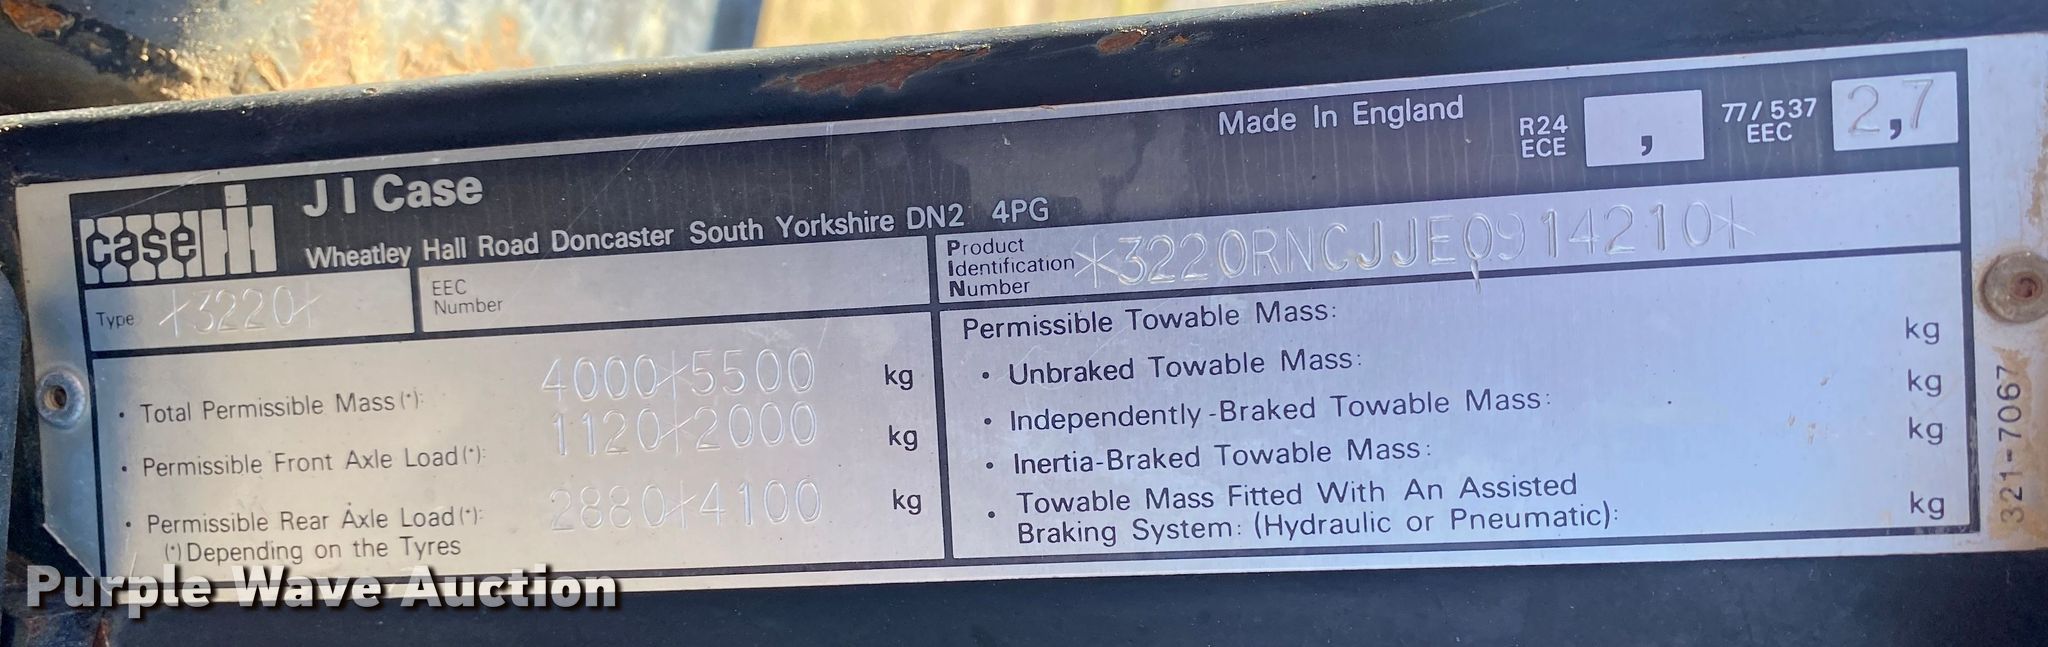 Made In England
R24
ECE
,
77/537
EEC
2,7
case IH
J I Case
Wheatley Hall Road Doncaster South Yorkshire DN2 4PG
Type *3220*
EEC
Number
Product
Identification
Number
*3220RNCJJE0914210*
Total Permissible Mass(*): 4000*5500 kg
Permissible Front Axle Load(*): 1120*2000 kg
Permissible Rear Axle Load(*): 2880*4100 kg
(*)Depending on the Tyres
Permissible Towable Mass:
• Unbraked Towable Mass: kg
• Independently-Braked Towable Mass: kg
• Inertia-Braked Towable Mass: kg
• Towable Mass Fitted With An Assisted
Braking System: (Hydraulic or Pneumatic): kg
321-7067
Purple Wave Auction